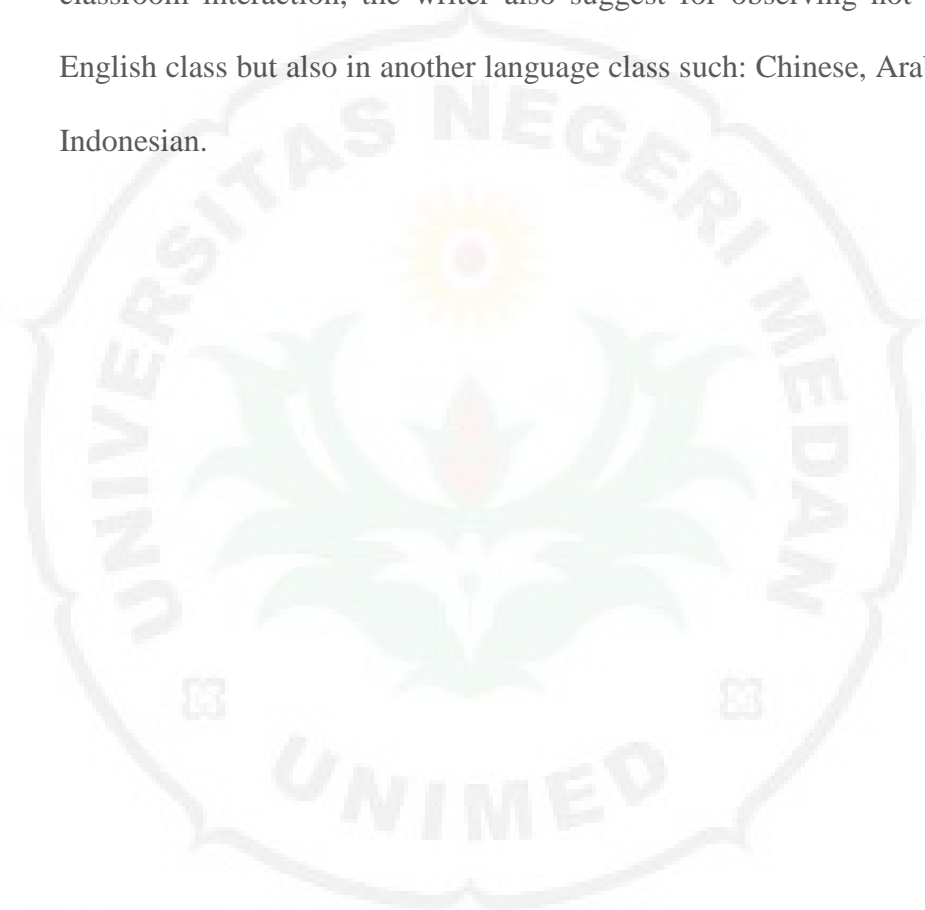 classroom interaction, the writer also suggest for observing not
English class but also in another language class such: Chinese,
Indonesian.
UNIVERSITAS NEGERI MEDAN
UNIMED